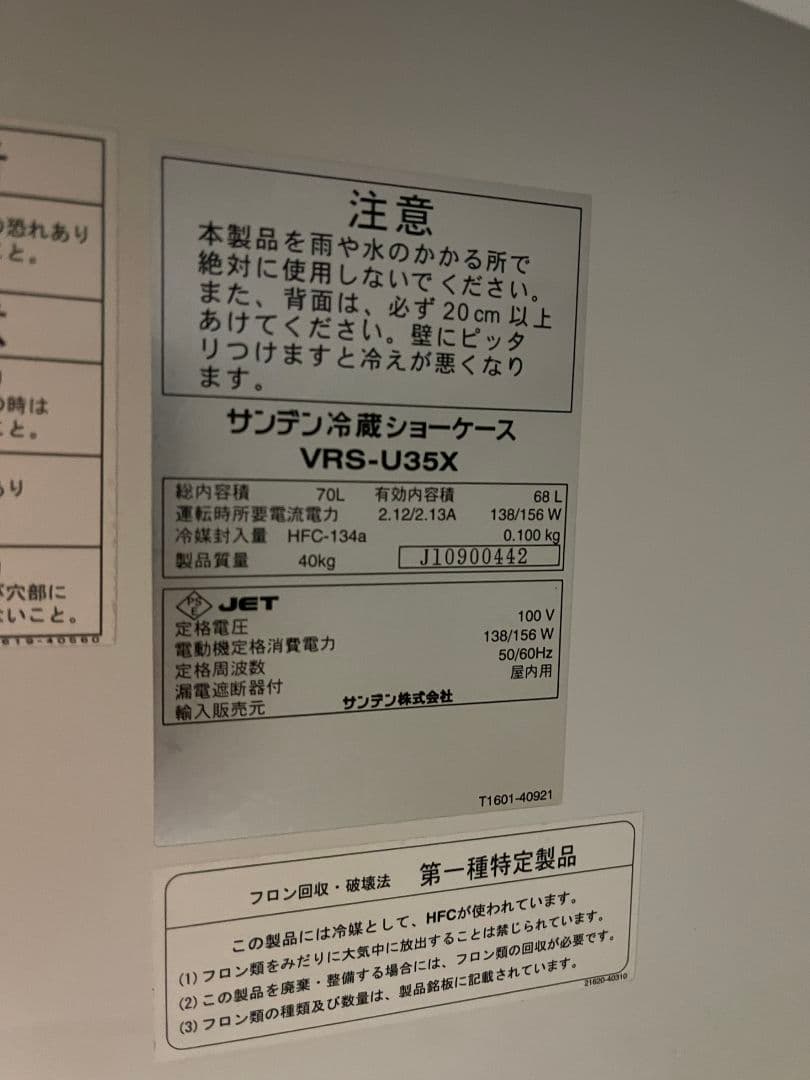 の恐れあり
こと。
の時は
こと。
あり
が穴部に
ないこと。
注意
本製品を雨や水のかかる所で
絶対に使用しないでください。
また、背面は、必ず20cm以上
あけてください。壁にピッタ
リつけますと冷えが悪くなり
ます。
サンデン冷蔵ショーケース
VRS-U35X
総内容積 70L 有効内容積 68 L
運転時所要電流電力 2.12/2.13A 138/156 W
冷媒封入量 HFC-134a 0.100 kg
製品質量 40kg J10900442
PS E JET
定格電圧 100 V
電動機定格消費電力 138/156 W
定格周波数 50/60Hz
漏電遮断器付 屋内用
輸入販売元 サンデン株式会社
T1601-40921
フロン回収・破壊法 第一種特定製品
この製品には冷媒として、HFCが使われています。
(1)フロン類をみだりに大気中に放出することは禁じられています。
(2)この製品を廃棄・整備する場合には、フロン類の回収が必要です。
(3)フロン類の種類及び数量は、製品銘板に記載されています。
21620-40310